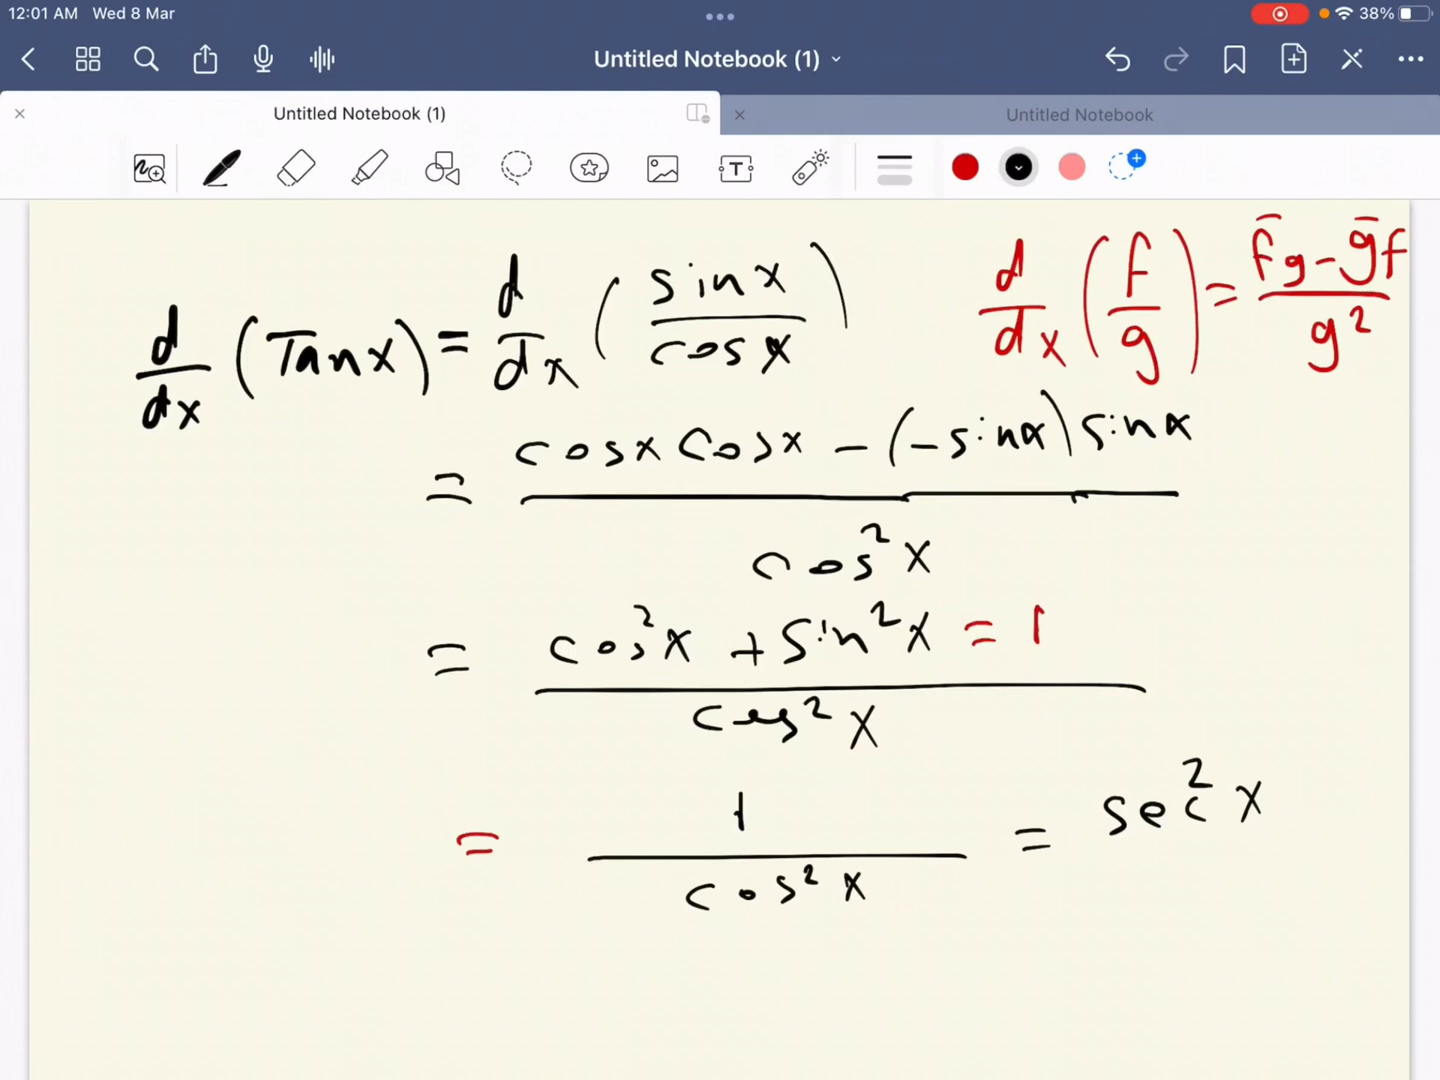 12:01 AM Wed 8 Mar 38%
Untitled Notebook (1)
Untitled Notebook (1) Untitled Notebook
T
d/dx (Tanx) = d/dx (sinx/cosx)
d/dx (f/g) = (f̄g - ḡf)/g²
= (cosx cosx - (-sinx) sinx)/cos²x
= (cos²x + sin²x = 1)/cos²x
= 1/cos²x = sec²x